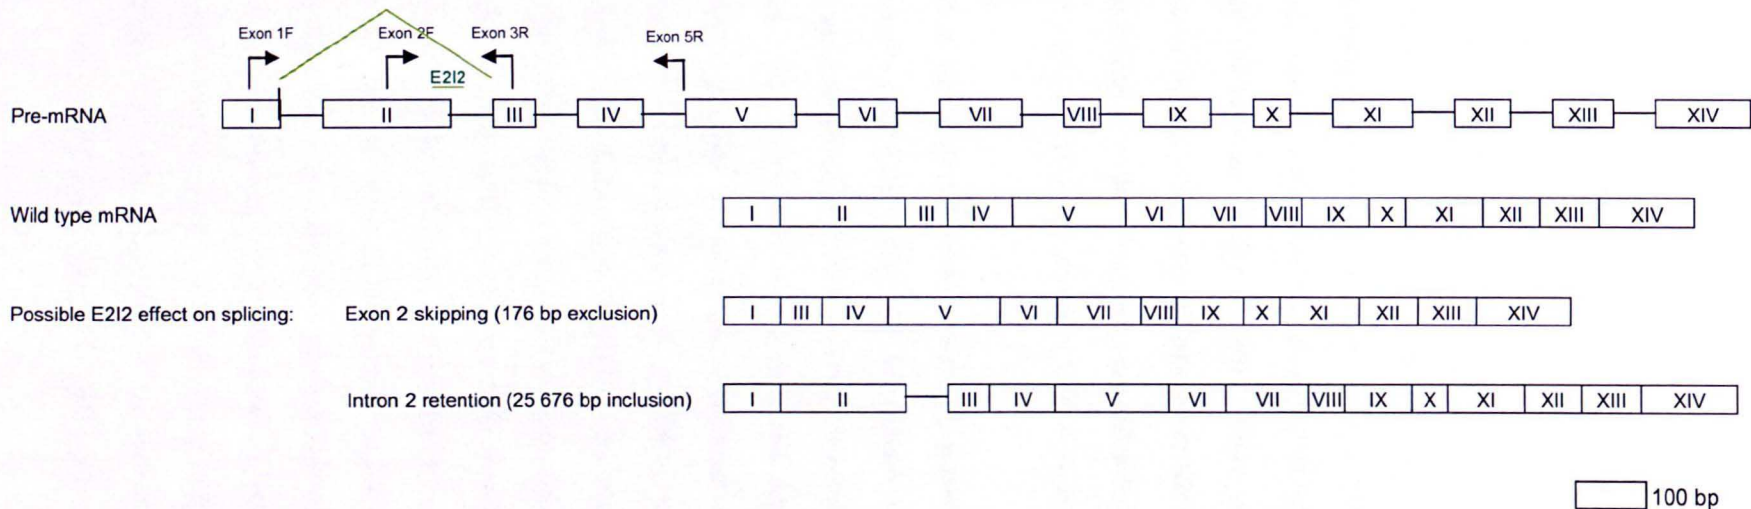 Exon 1F Exon 2F Exon 3R Exon 5R
E2I2
Pre-mRNA I II III IV V VI VII VIII IX X XI XII XIII XIV
Wild type mRNA I II III IV V VI VII VIII IX X XI XII XIII XIV
Possible E2I2 effect on splicing: Exon 2 skipping (176 bp exclusion) I III IV V VI VII VIII IX X XI XII XIII XIV
Intron 2 retention (25 676 bp inclusion) I II III IV V VI VII VIII IX X XI XII XIII XIV
100 bp